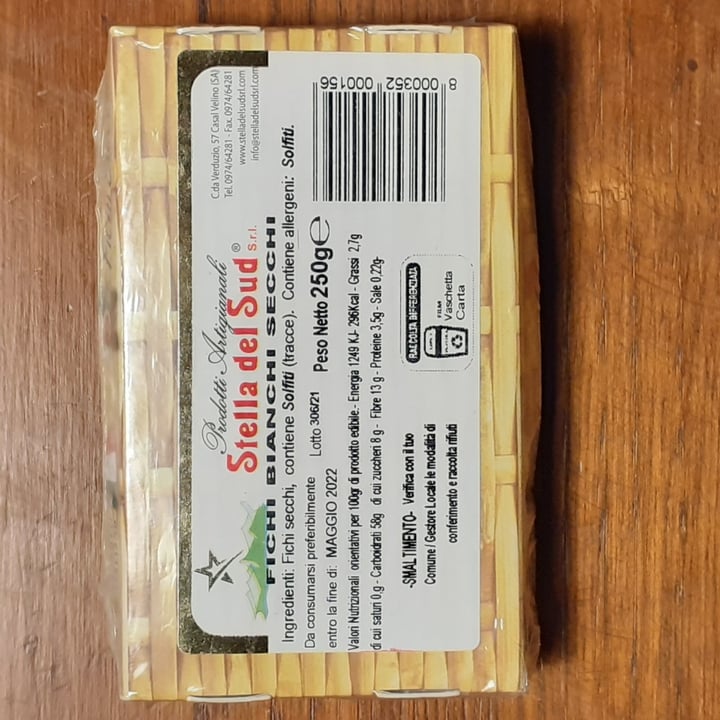 C.da Verduzio, 57 Casal Velino (SA)
Tel. 0974/64281 - Fax. 0974/64281
www.stelladelsudsrl.com
info@stelladelsudsrl.com
Prodotti Artigianali
Stella del Sud ® s.r.l.
FICHI BIANCHI SECCHI
Ingredienti: Fichi secchi, contiene Solfiti (tracce). Contiene allergeni: Solfiti.
Da consumarsi preferibilmente
entro la fine di: MAGGIO 2022
Lotto 306/21
Peso Netto 250g℮
8 000352 000156
Valori Nutrizionali orientativi per 100gr di prodotto edibile.- Energia 1249 KJ- 296Kcal - Grassi 2,7g
di cui saturi 0,g - Carboidrati 58g di cui zuccheri 8 g - Fibre 13 g - Proteine 3,5g - Sale 0,22g-
-SMALTIMENTO- Verifica con il tuo
Comune / Gestore Locale le modalità di
conferimento e raccolta rifiuti
RACCOLTA DIFFERENZIATA
FILM
Vaschetta
Carta